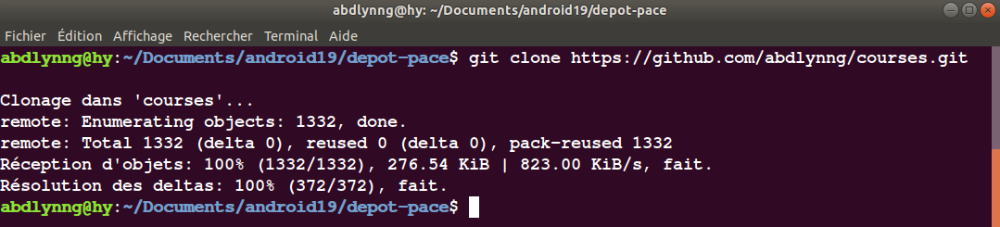 abdlynng@hy: ~/Documents/android19/depot-pace
Fichier Édition Affichage Rechercher Terminal Aide
abdlynng@hy:~/Documents/android19/depot-pace$ git clone https://github.com/abdlynng/courses.git
Clonage dans 'courses'...
remote: Enumerating objects: 1332, done.
remote: Total 1332 (delta 0), reused 0 (delta 0), pack-reused 1332
Réception d'objets: 100% (1332/1332), 276.54 KiB | 823.00 KiB/s, fait.
Résolution des deltas: 100% (372/372), fait.
abdlynng@hy:~/Documents/android19/depot-pace$